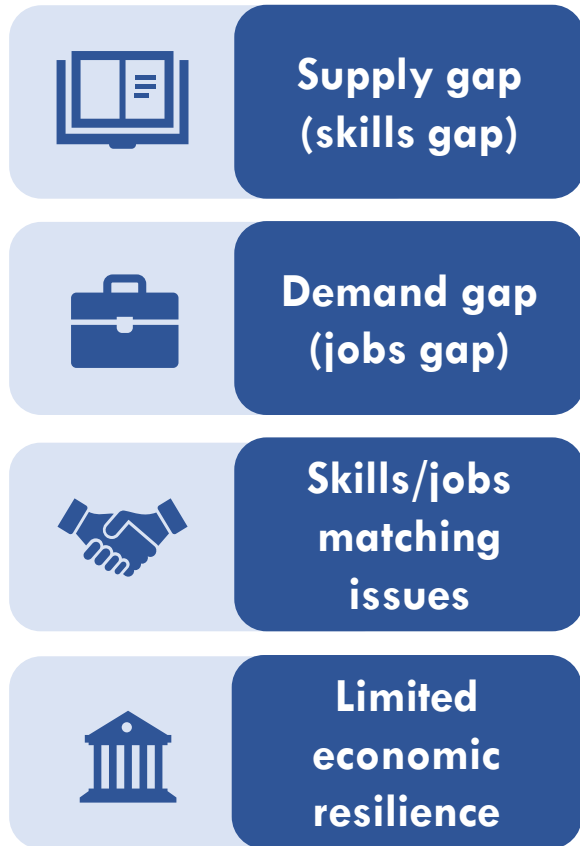 Supply gap
(skills gap)
Demand gap
(jobs gap)
Skills/jobs
matching
issues
Limited
economic
resilience